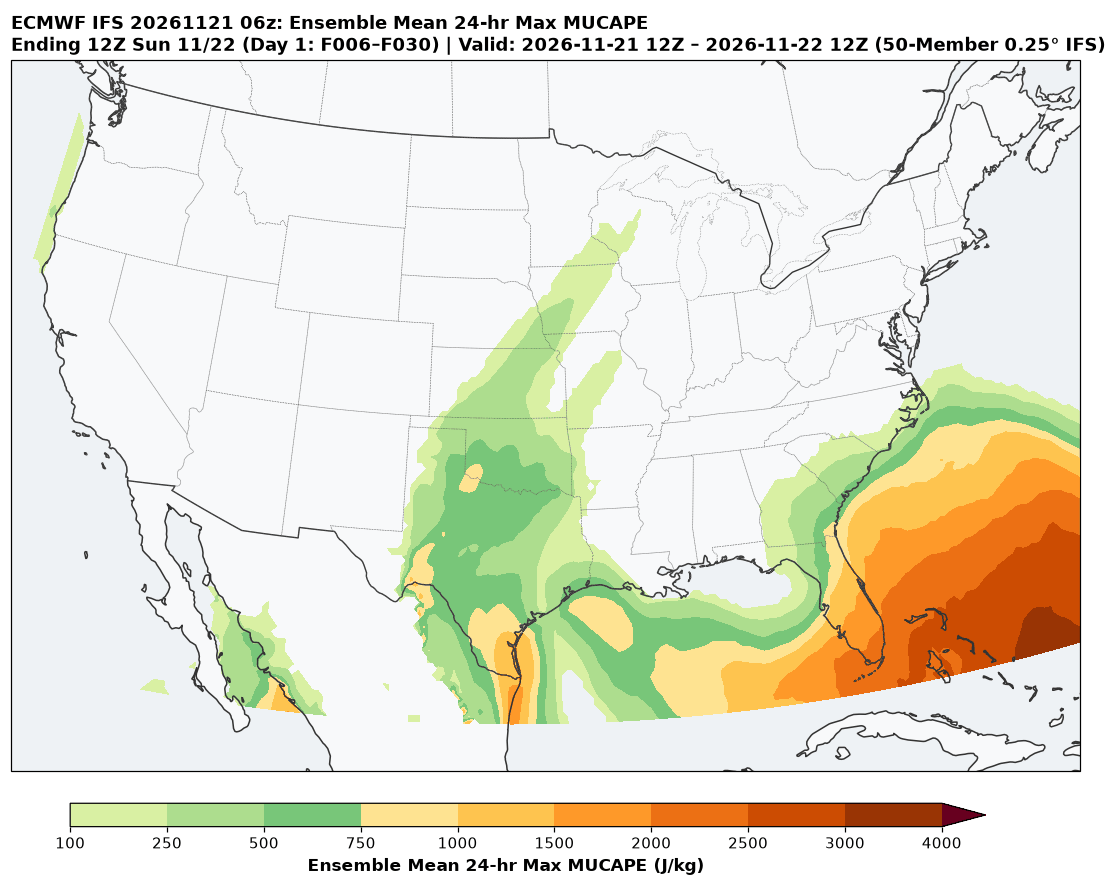 ECMWF IFS 20261121 06z: Ensemble Mean 24-hr Max MUCAPE
Ending 12Z Sun 11/22 (Day 1: F006–F030) | Valid: 2026-11-21 12Z – 2026-11-22 12Z (50-Member 0.25° IFS)
100 250 500 750 1000 1500 2000 2500 3000 4000
Ensemble Mean 24-hr Max MUCAPE (J/kg)